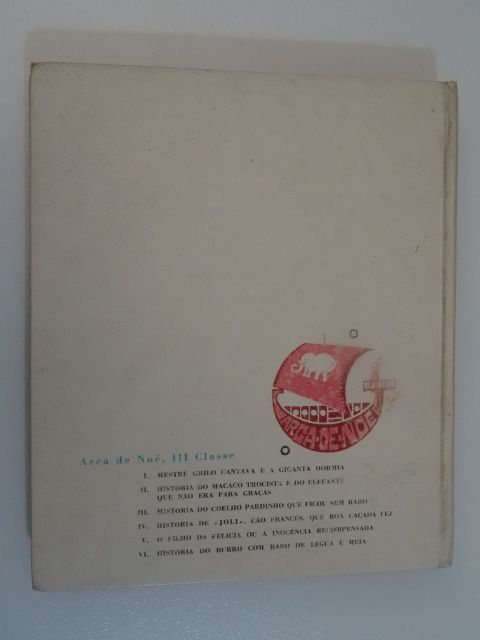 ARCA·DE·NOÉ
Arca de Noé, III Classe
I. MESTRE GRILO CANTAVA E A GIGANTA DORMIA
II. HISTÓRIA DO MACACO TROCISTA E DO ELEFANTE
QUE NÃO ERA PARA GRAÇAS
III. HISTÓRIA DO COELHO PARDINHO QUE FICOU SEM RABO
IV. HISTÓRIA DE «JOLI», CÃO FRANCÊS, QUE BOA CAÇADA FEZ
V. O FILHO DA FELÍCIA OU A INOCÊNCIA RECOMPENSADA
VI. HISTÓRIA DO BURRO COM RABO DE LÉGUA E MEIA